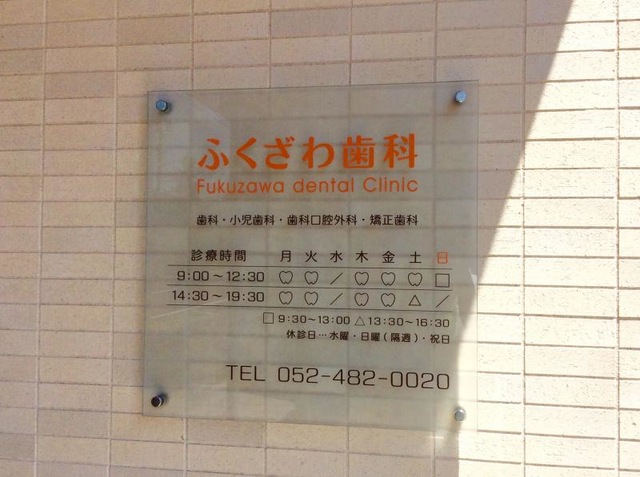 ふくざわ歯科
Fukuzawa dental Clinic
歯科・小児歯科・歯科口腔外科・矯正歯科
診療時間 月 火 水 木 金 土 日
9:00～12:30 ／ □
14:30～19:30 ／ △ ／
□9:30～13:00 △13:30～16:30
休診日…水曜・日曜(隔週)・祝日
TEL 052-482-0020